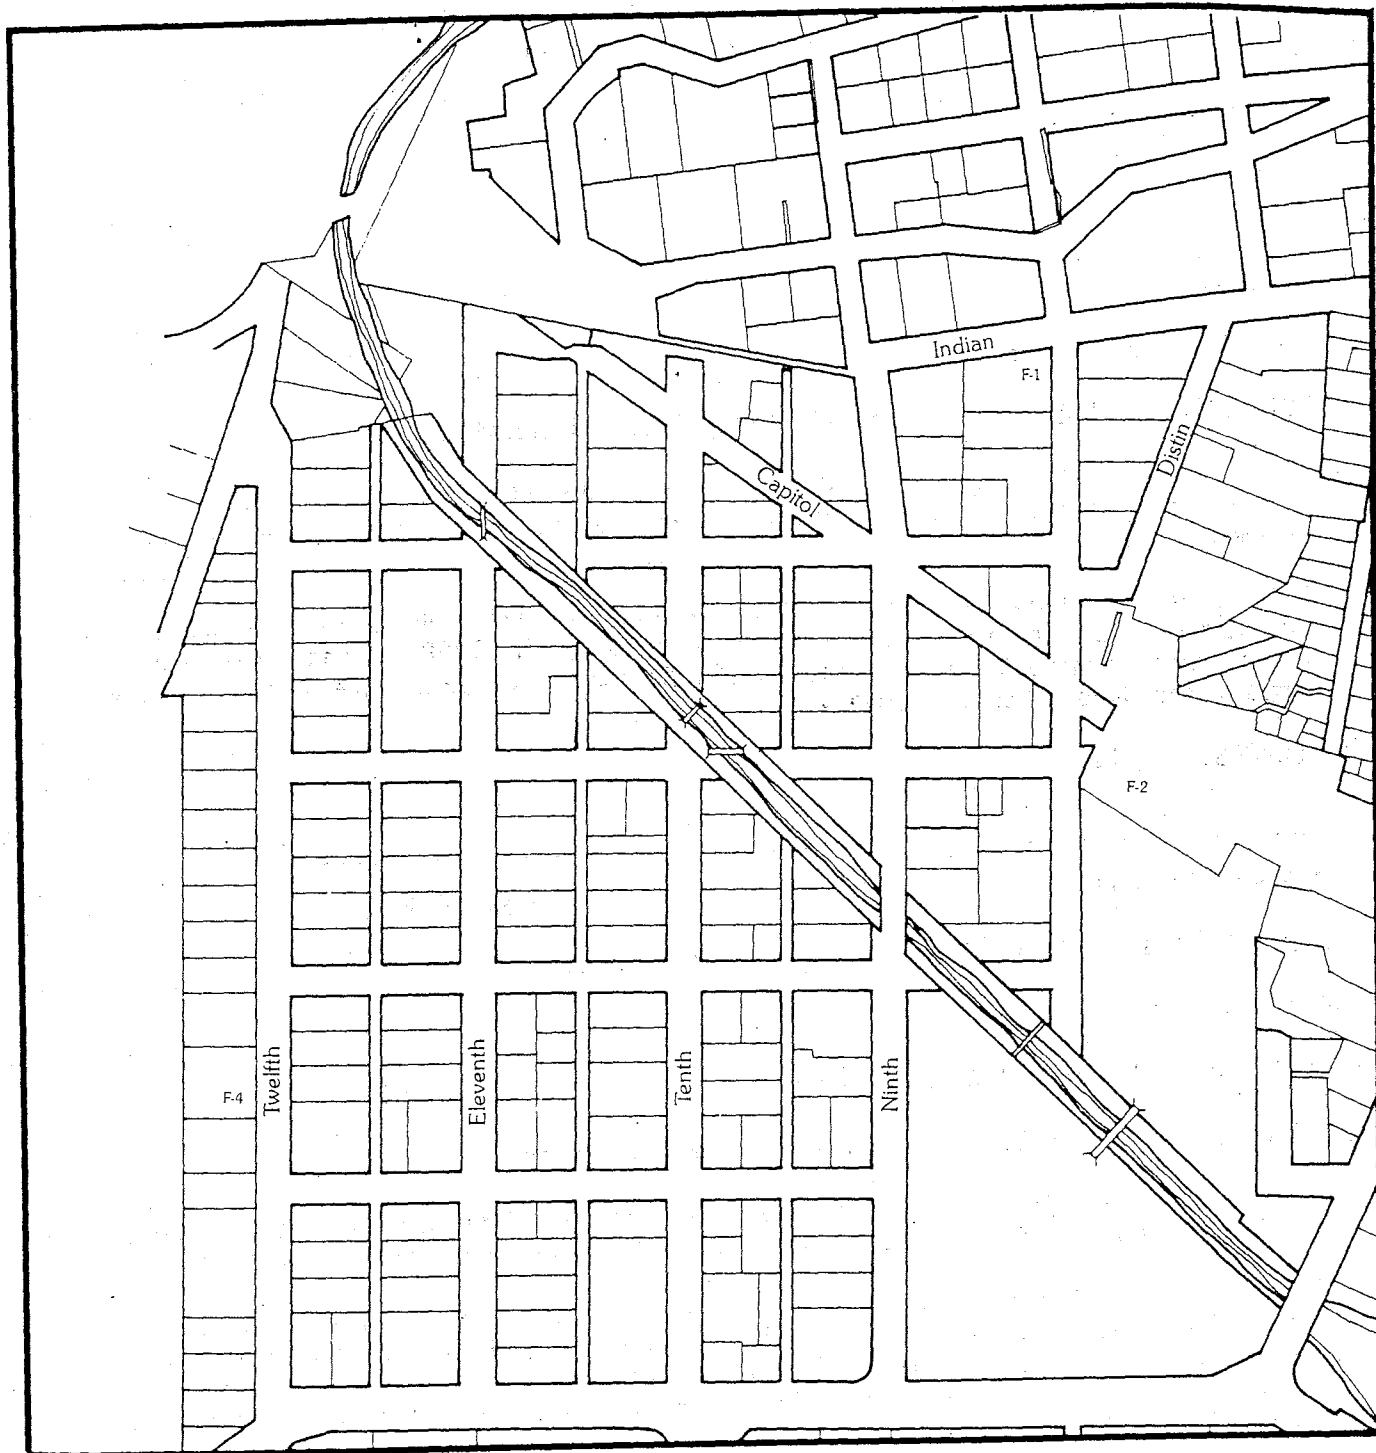 Indian
F-1
Distin
Capitol
F-2
F-4
Twelfth
Eleventh
Tenth
Ninth